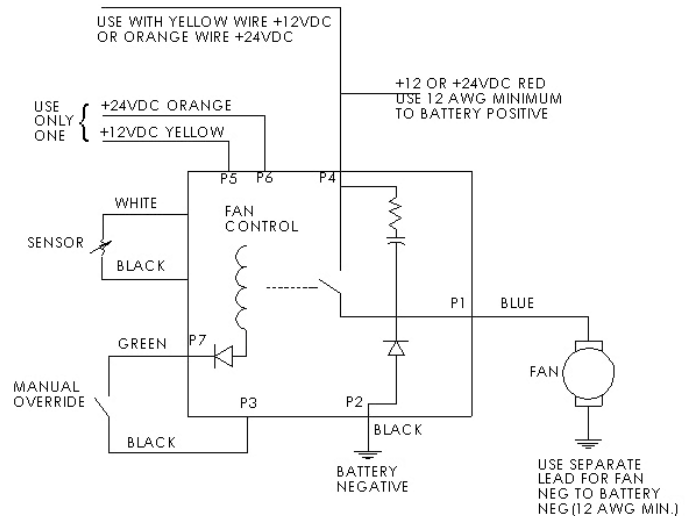 USE WITH YELLOW WIRE +12VDC
OR ORANGE WIRE +24VDC
+12 OR +24VDC RED
USE 12 AWG MINIMUM
TO BATTERY POSITIVE
USE
ONLY
ONE
+24VDC ORANGE
+12VDC YELLOW
P5
P6
P4
WHITE
FAN
CONTROL
SENSOR
BLACK
P1
BLUE
GREEN
P7
FAN
MANUAL
OVERRIDE
P3
P2
BLACK
BLACK
BATTERY
NEGATIVE
USE SEPARATE
LEAD FOR FAN
NEG TO BATTERY
NEG(12 AWG MIN.)